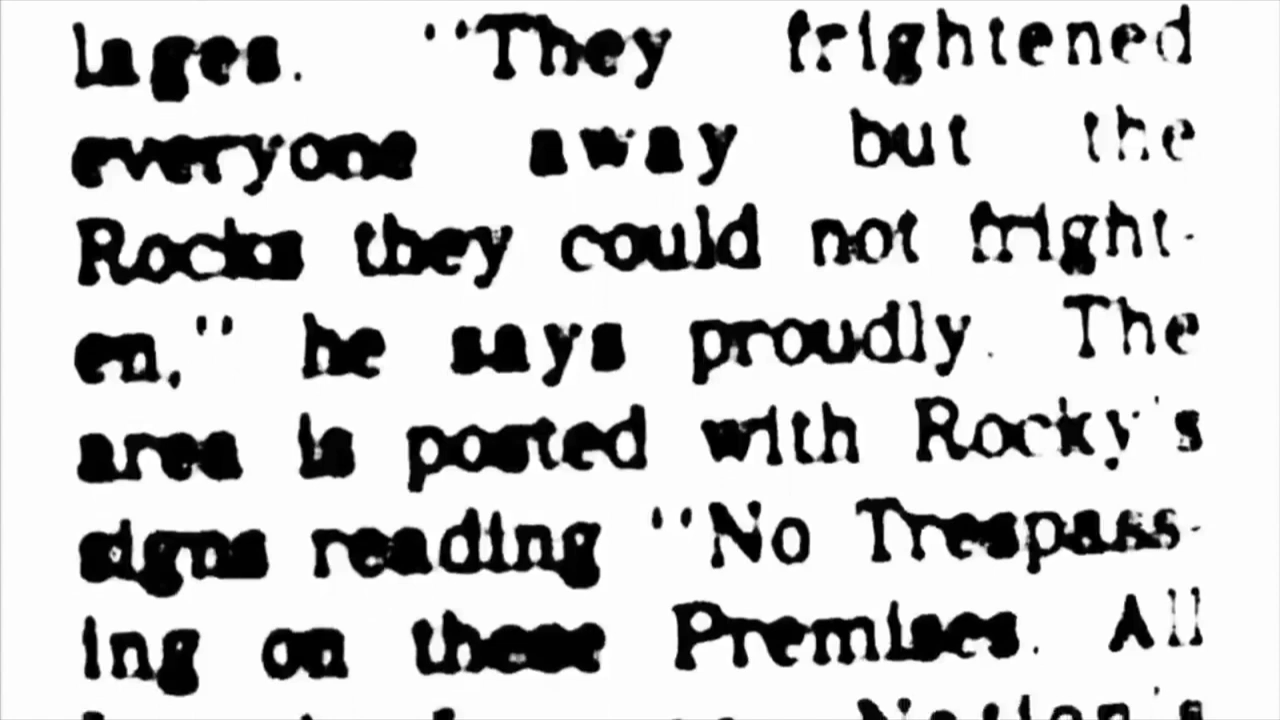 lages. "They frightened
everyone away but the
Rocks they could not fright-
en," he says proudly. The
area is posted with Rocky's
signs reading "No Trespass-
ing on these Premises. All
Nation's